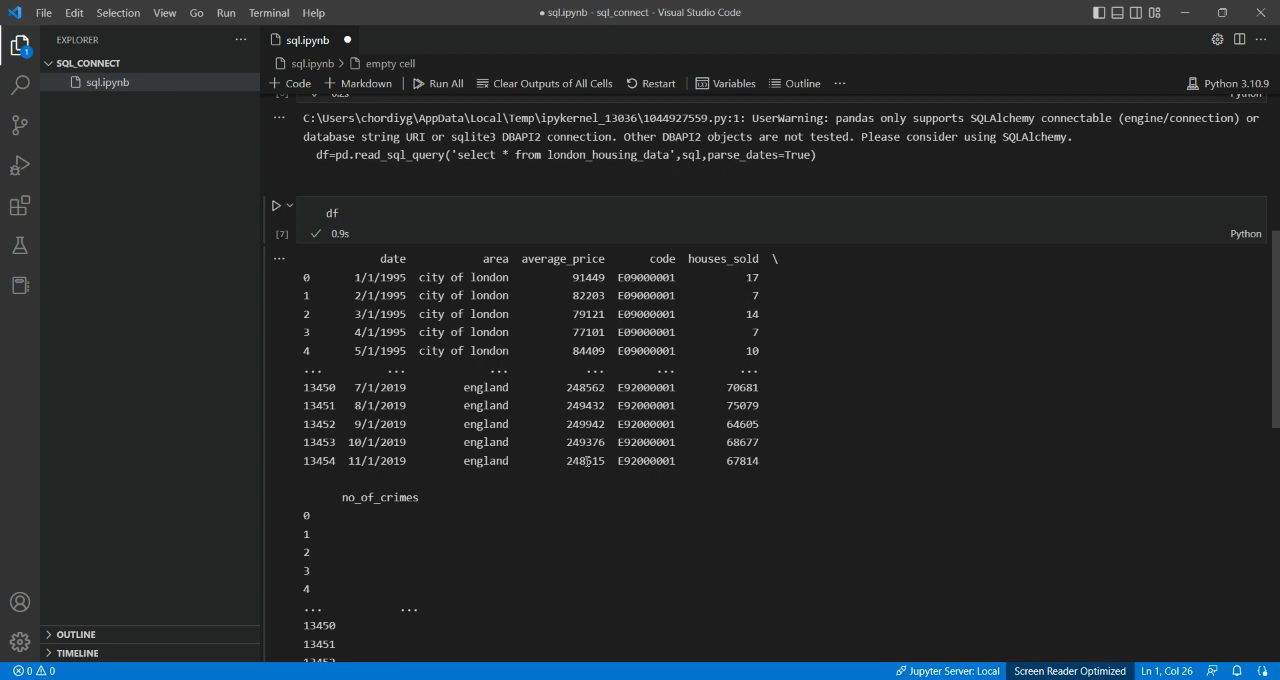 File Edit Selection View Go Run Terminal Help
● sql.ipynb - sql_connect - Visual Studio Code
EXPLORER ...
1
SQL_CONNECT
sql.ipynb
sql.ipynb ●
sql.ipynb > empty cell
+ Code + Markdown | Run All Clear Outputs of All Cells Restart | Variables Outline ... Python 3.10.9
... C:\Users\chordiyg\AppData\Local\Temp\ipykernel_13036\1044927559.py:1: UserWarning: pandas only supports SQLAlchemy connectable (engine/connection) or
database string URI or sqlite3 DBAPI2 connection. Other DBAPI2 objects are not tested. Please consider using SQLAlchemy.
df=pd.read_sql_query('select * from london_housing_data',sql,parse_dates=True)
df
[7] ✓ 0.9s Python
... date area average_price code houses_sold \
0 1/1/1995 city of london 91449 E09000001 17
1 2/1/1995 city of london 82203 E09000001 7
2 3/1/1995 city of london 79121 E09000001 14
3 4/1/1995 city of london 77101 E09000001 7
4 5/1/1995 city of london 84409 E09000001 10
... ... ... ... ... ...
13450 7/1/2019 england 248562 E92000001 70681
13451 8/1/2019 england 249432 E92000001 75079
13452 9/1/2019 england 249942 E92000001 64605
13453 10/1/2019 england 249376 E92000001 68677
13454 11/1/2019 england 248515 E92000001 67814
no_of_crimes
0
1
2
3
4
... ...
13450
13451
OUTLINE
TIMELINE
0 0 Jupyter Server: Local Screen Reader Optimized Ln 1, Col 26